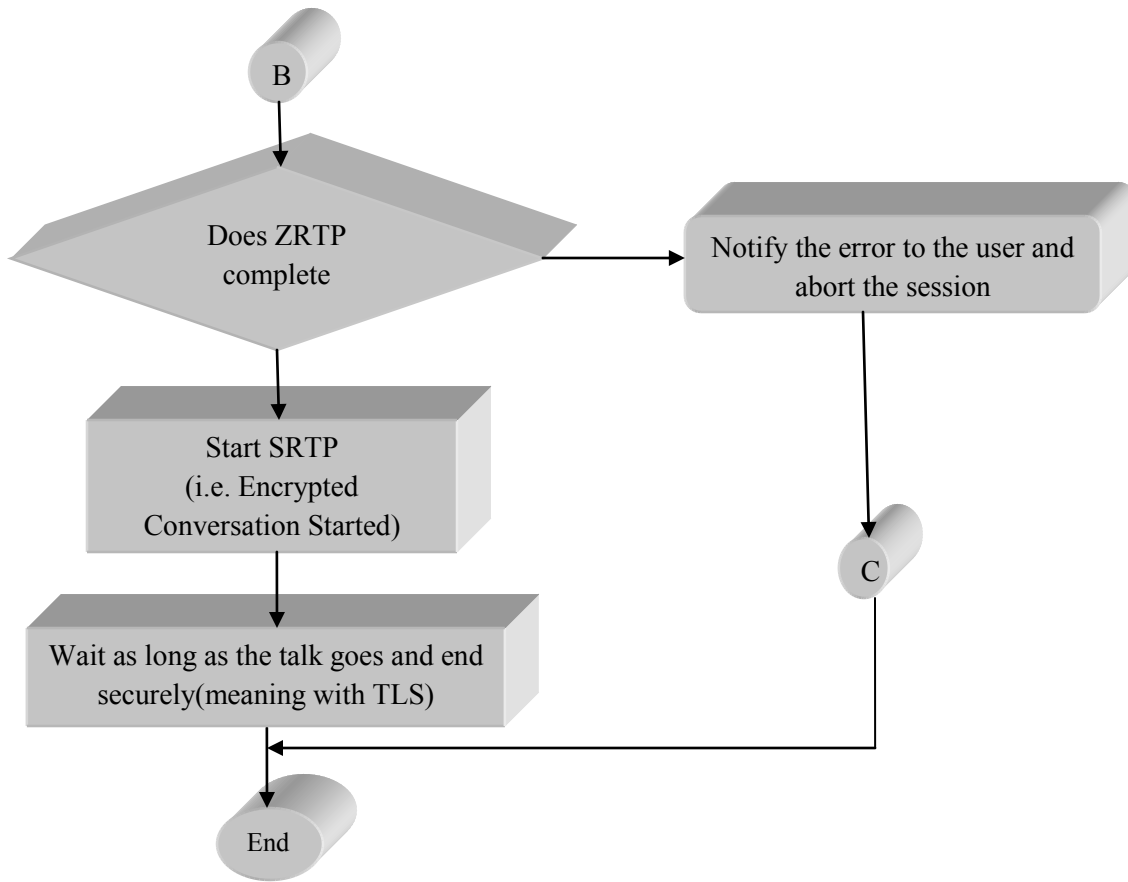 B
Does ZRTP
complete
Notify the error to the user and
abort the session
Start SRTP
(i.e. Encrypted
Conversation Started)
C
Wait as long as the talk goes and end
securely(meaning with TLS)
End